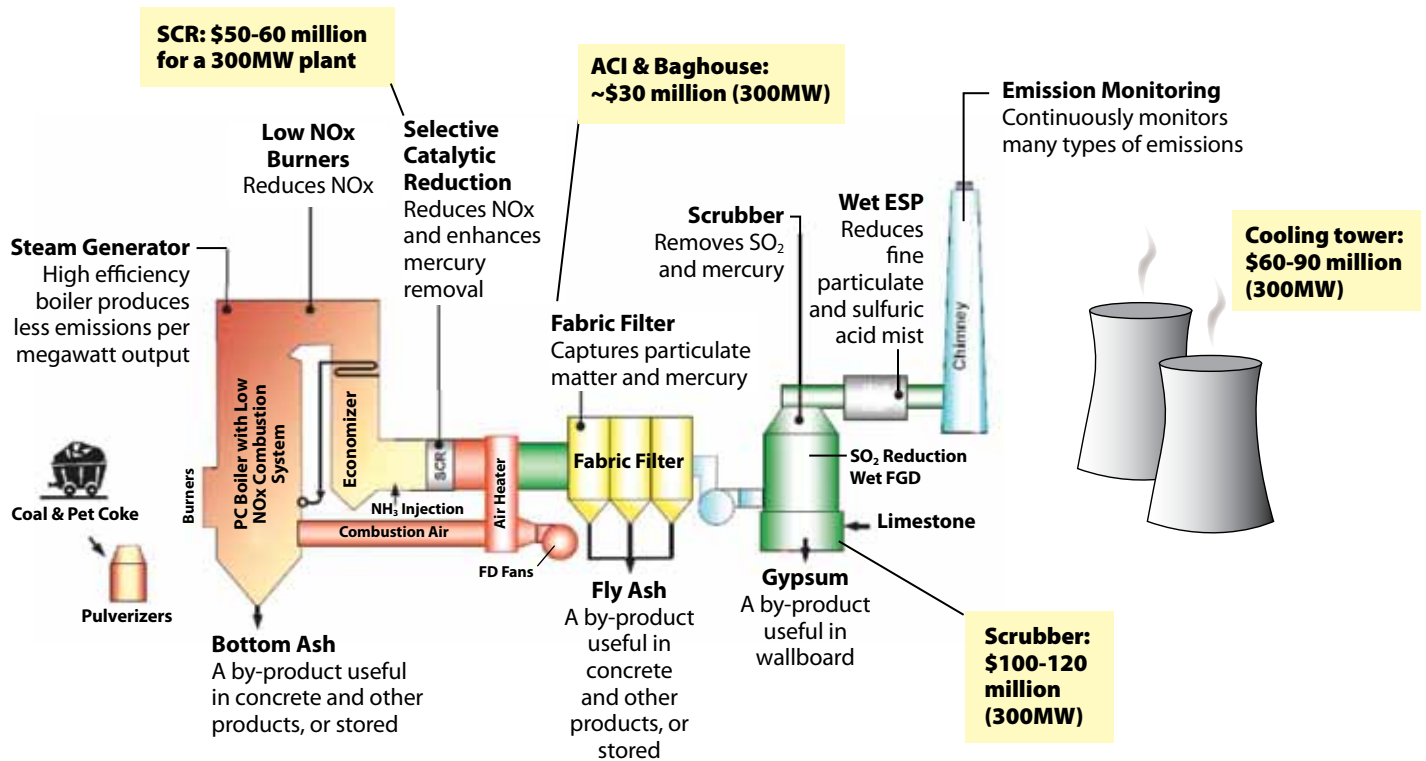 SCR: $50-60 million
for a 300MW plant
ACI & Baghouse:
~$30 million (300MW)
Emission Monitoring
Continuously monitors
many types of emissions
Low NOx
Burners
Reduces NOx
Selective
Catalytic
Reduction
Reduces NOx
and enhances
mercury
removal
Steam Generator
High efficiency
boiler produces
less emissions per
megawatt output
Scrubber
Removes SO₂
and mercury
Wet ESP
Reduces
fine
particulate
and sulfuric
acid mist
Cooling tower:
$60-90 million
(300MW)
Fabric Filter
Captures particulate
matter and mercury
Chimney
PC Boiler with Low
NOx Combustion
System
Economizer
SCR
Air Heater
Fabric Filter
SO₂ Reduction
Wet FGD
Burners
Coal & Pet Coke
NH₃ Injection
Combustion Air
Limestone
FD Fans
Pulverizers
Bottom Ash
A by-product useful
in concrete and other
products, or stored
Fly Ash
A by-product
useful in
concrete
and other
products, or
stored
Gypsum
A by-product
useful in
wallboard
Scrubber:
$100-120
million
(300MW)